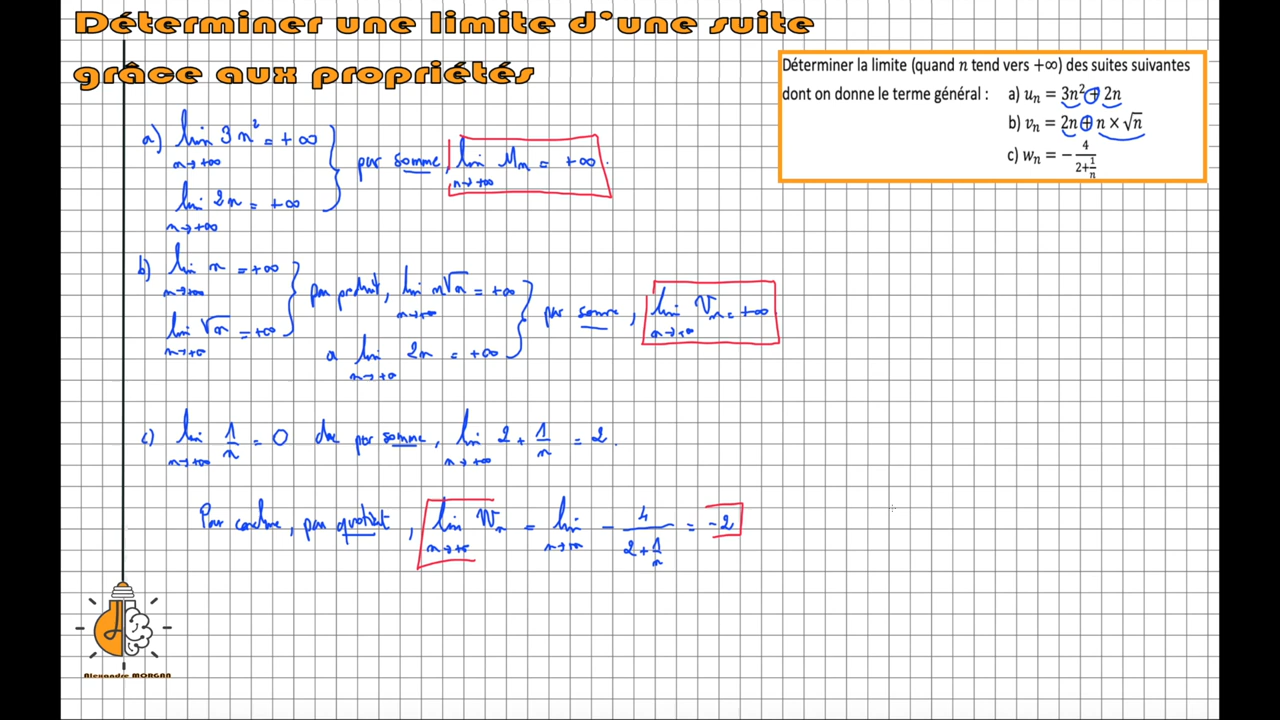 Déterminer une limite d'une suite
grâce aux propriétés
Déterminer la limite (quand n tend vers +∞) des suites suivantes
dont on donne le terme général : a) uₙ = 3n² + 2n
b) vₙ = 2n + n × √n
c) wₙ = − 4/(2+1/n)
a) lim 3n² = +∞
n→+∞
lim 2n = +∞
n→+∞
par somme, lim Un = +∞.
n→+∞
b) lim n = +∞
n→+∞
lim √n = +∞
n→+∞
par produit, lim n√n = +∞
n→+∞
a lim 2n = +∞
n→+∞
par somme, lim Vn = +∞
n→+∞
c) lim 1/n = 0 donc par somme, lim 2 + 1/n = 2.
n→+∞ n→+∞
Pour conclure, par quotient, lim Wn = lim − 4/(2+1/n) = −2
n→+∞ n→+∞
Alexandre MORGAN